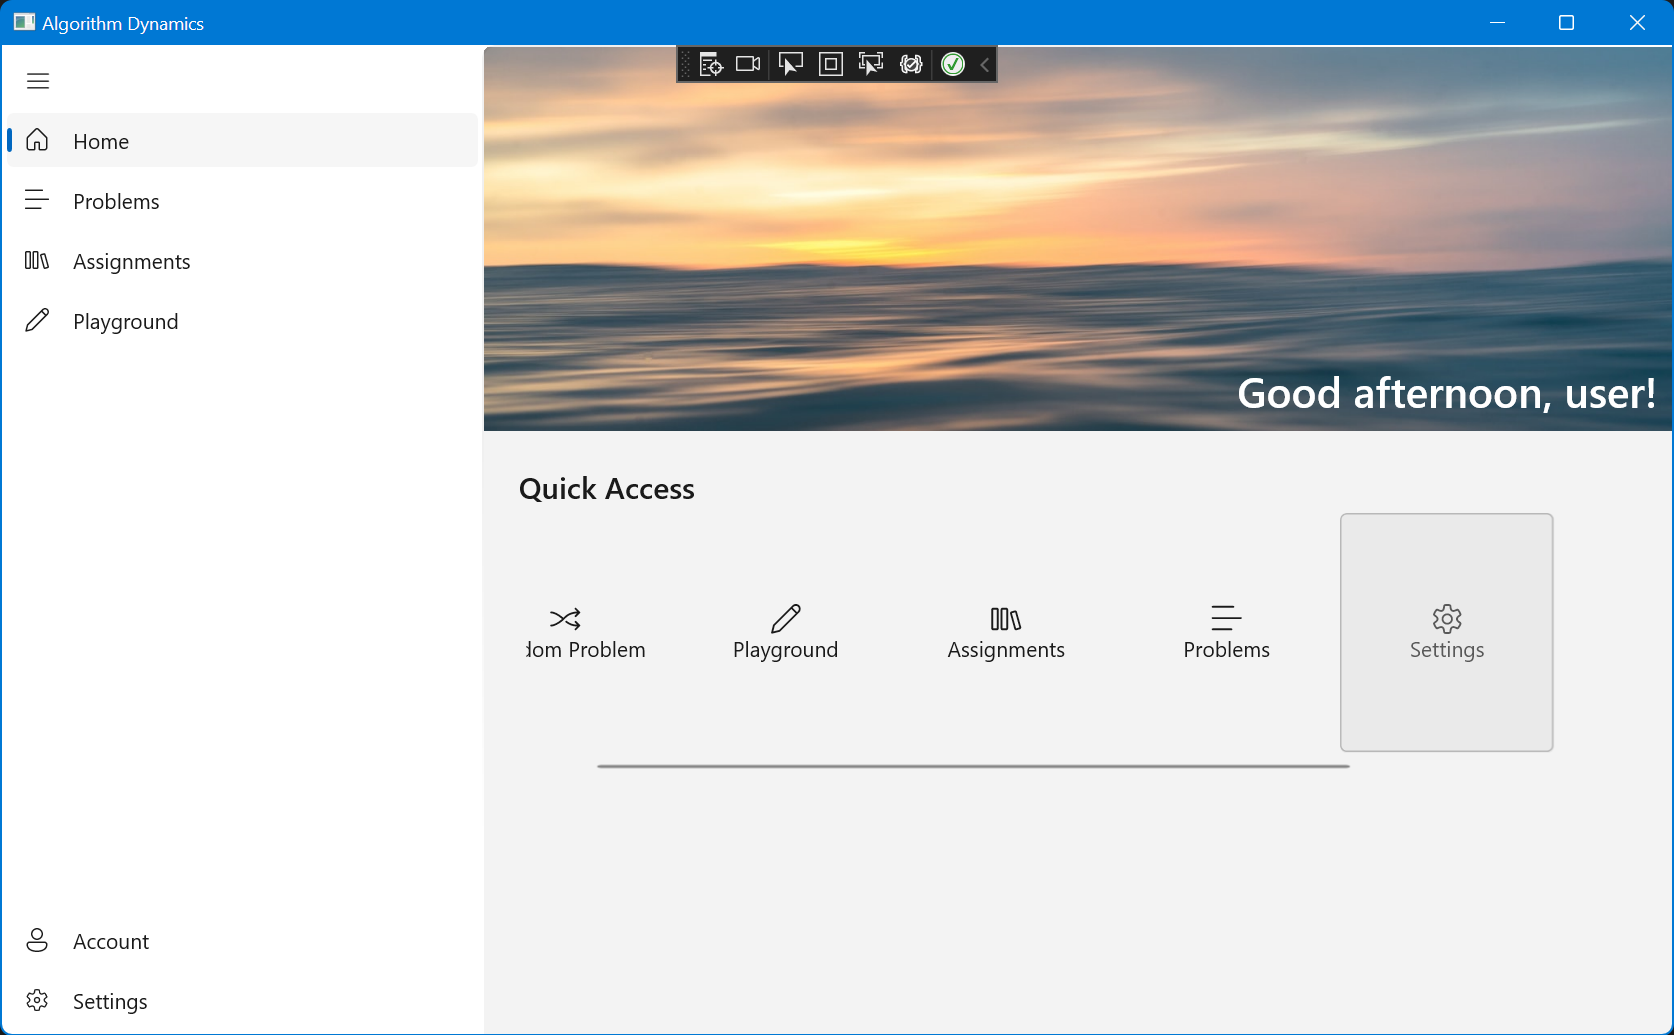 Algorithm Dynamics
Home
Problems
Assignments
Playground
Account
Settings
Good afternoon, user!
Quick Access
dom Problem
Playground
Assignments
Problems
Settings